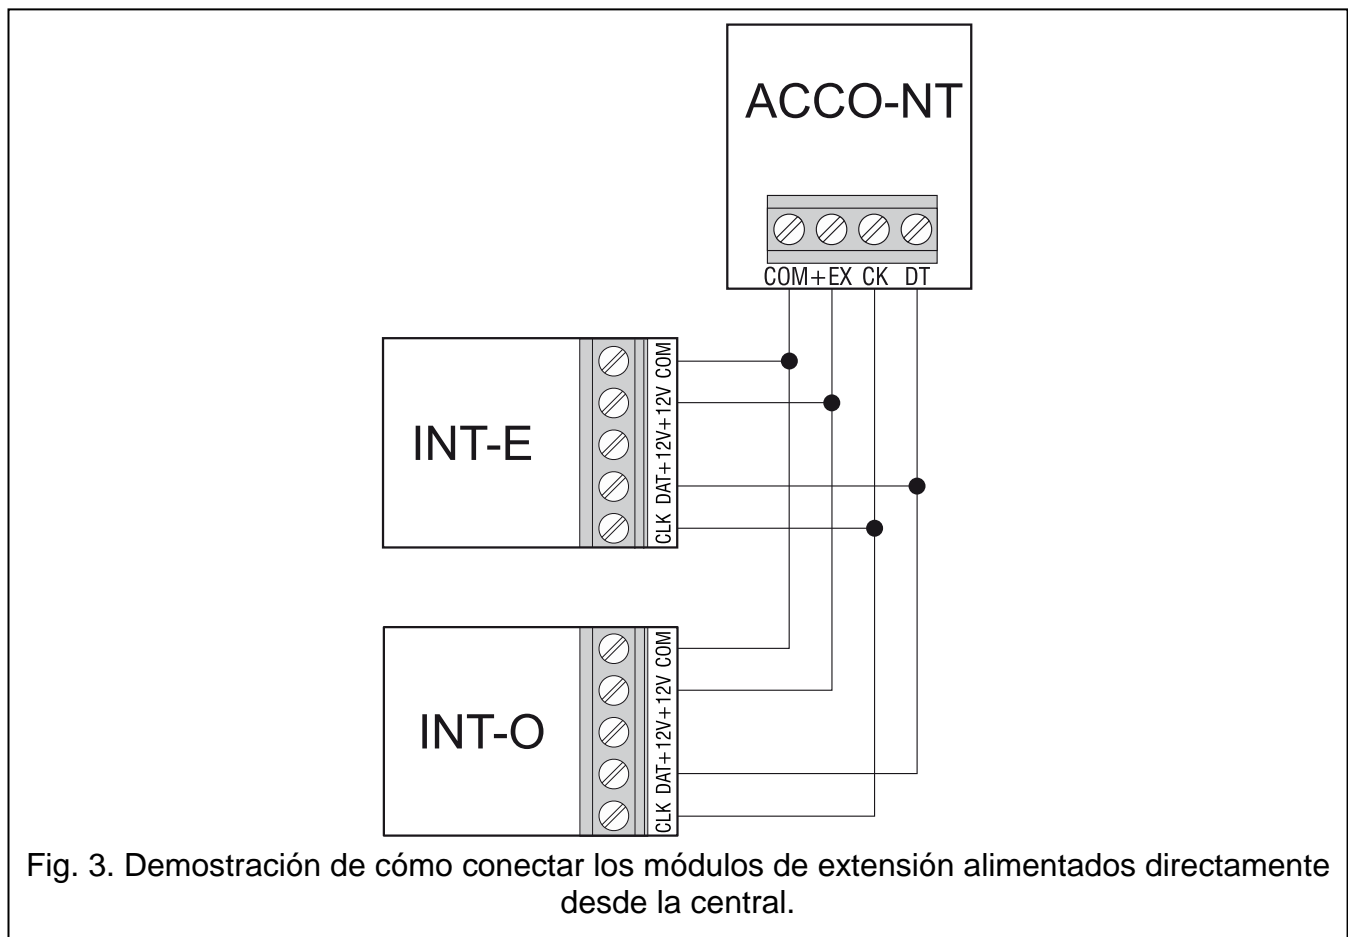 ACCO-NT
COM +EX CK DT
INT-E
CLK DAT +12V +12V COM
INT-O
CLK DAT +12V +12V COM
Fig. 3. Demostración de cómo conectar los módulos de extensión alimentados directamente
desde la central.